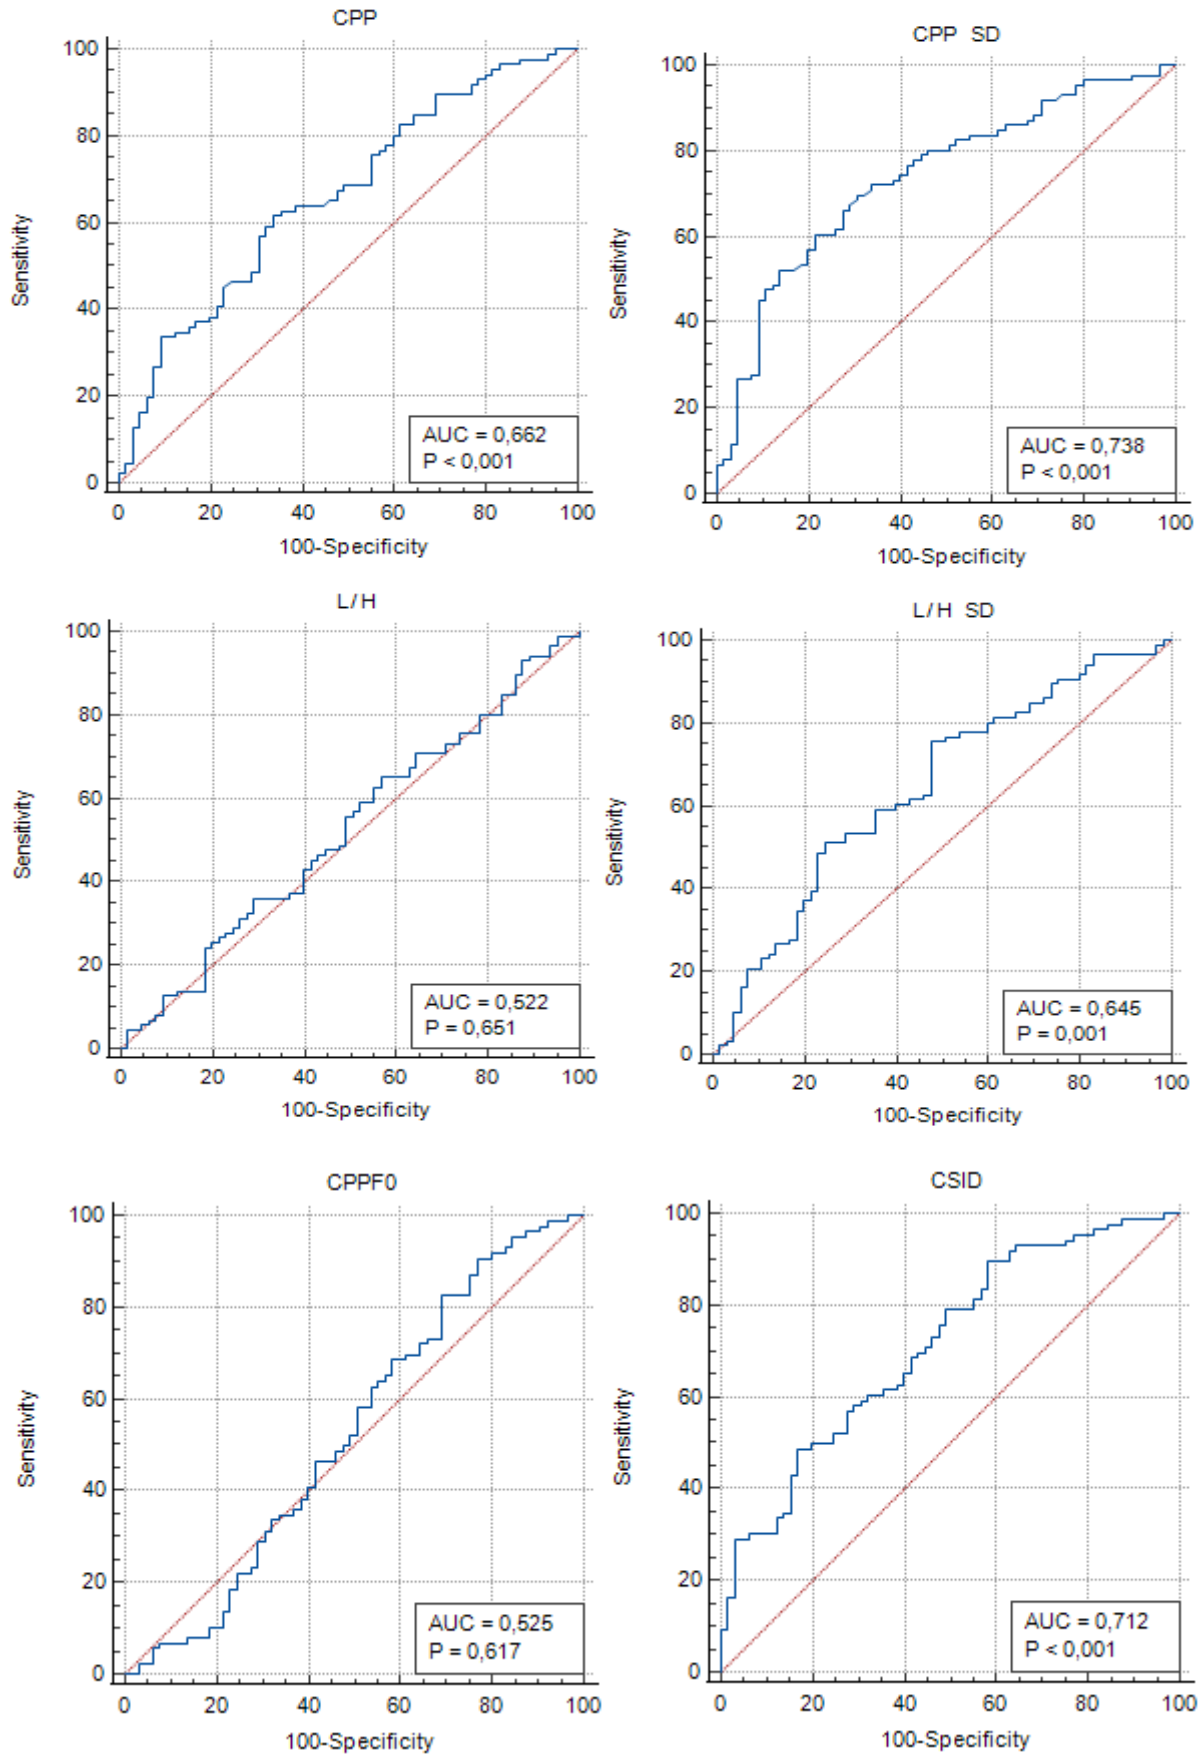 CPP
100
80
60
40
20
0
Sensitivity
AUC = 0,662
P < 0,001
0 20 40 60 80 100
100-Specificity
CPP SD
100
80
60
40
20
0
Sensitivity
AUC = 0,738
P < 0,001
0 20 40 60 80 100
100-Specificity
L/H
100
80
60
40
20
0
Sensitivity
AUC = 0,522
P = 0,651
0 20 40 60 80 100
100-Specificity
L/H SD
100
80
60
40
20
0
Sensitivity
AUC = 0,645
P = 0,001
0 20 40 60 80 100
100-Specificity
CPPF0
100
80
60
40
20
0
Sensitivity
AUC = 0,525
P = 0,617
0 20 40 60 80 100
100-Specificity
CSID
100
80
60
40
20
0
Sensitivity
AUC = 0,712
P < 0,001
0 20 40 60 80 100
100-Specificity